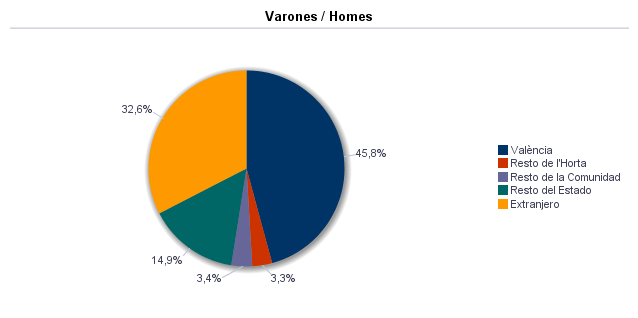 Varones / Homes
32,6%
45,8%
14,9%
3,4%
3,3%
València
Resto de l'Horta
Resto de la Comunidad
Resto del Estado
Extranjero